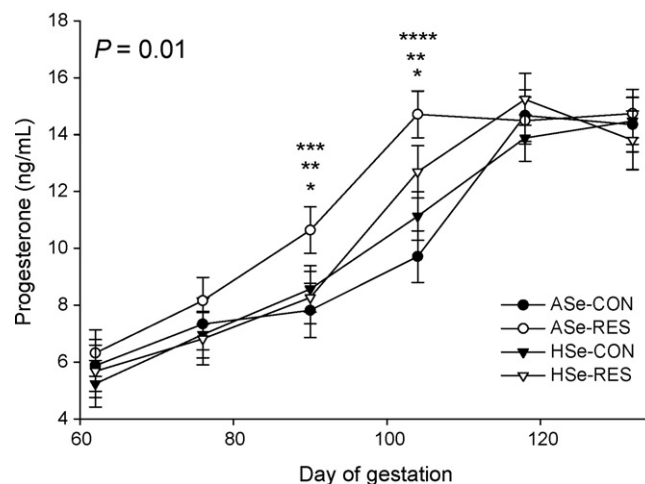 18
16
14
12
10
8
6
4
Progesterone (ng/mL)
P = 0.01
***
**
*
****
**
*
ASe-CON
ASe-RES
HSe-CON
HSe-RES
60
80
100
120
Day of gestation